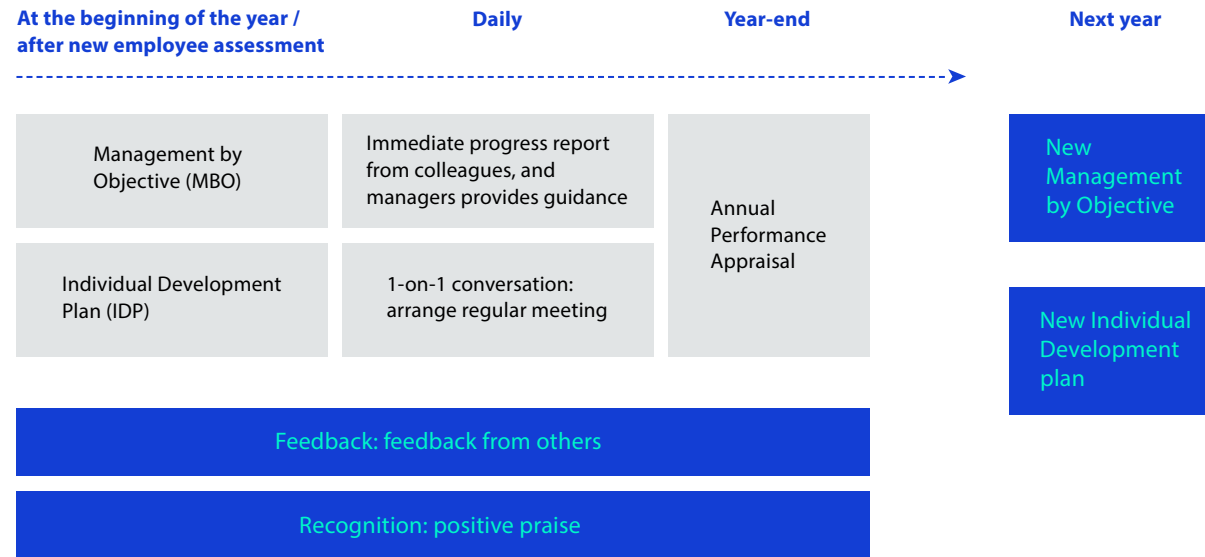 At the beginning of the year /
after new employee assessment
Daily
Year-end
Next year
Management by
Objective (MBO)
Immediate progress report
from colleagues, and
managers provides guidance
Annual
Performance
Appraisal
New
Management
by Objective
Individual Development
Plan (IDP)
1-on-1 conversation:
arrange regular meeting
New Individual
Development
plan
Feedback: feedback from others
Recognition: positive praise